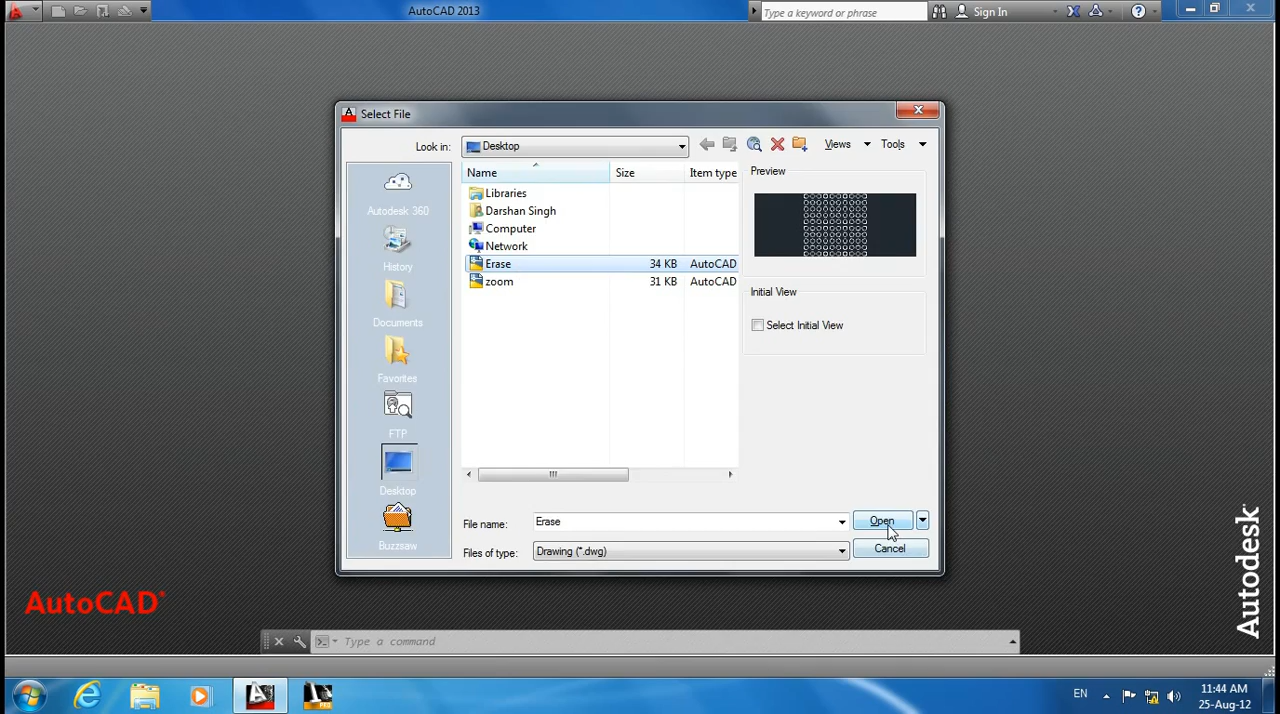 AutoCAD 2013
Type a keyword or phrase
Sign In
Select File
Look in:
Desktop
Views
Tools
Name
Size
Item type
Preview
Autodesk 360
History
Documents
Favorites
FTP
Desktop
Buzzsaw
Libraries
Darshan Singh
Computer
Network
Erase 34 KB AutoCAD
zoom 31 KB AutoCAD
Initial View
Select Initial View
File name: Erase
Open
Files of type: Drawing (*.dwg)
Cancel
AutoCAD®
Autodesk®
Type a command
EN
11:44 AM
25-Aug-12